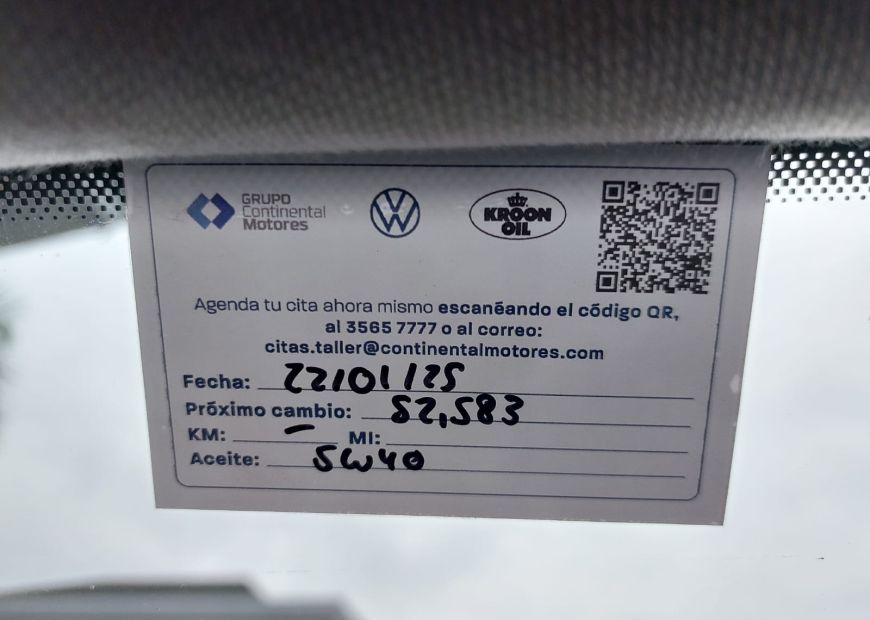 GRUPO
Continental
Motores
KROON
OIL
Agenda tu cita ahora mismo escanéando el código QR,
al 3565 7777 o al correo:
citas.taller@continentalmotores.com
Fecha: 22/01/25
Próximo cambio: 52,583
KM: — MI:
Aceite: 5W40